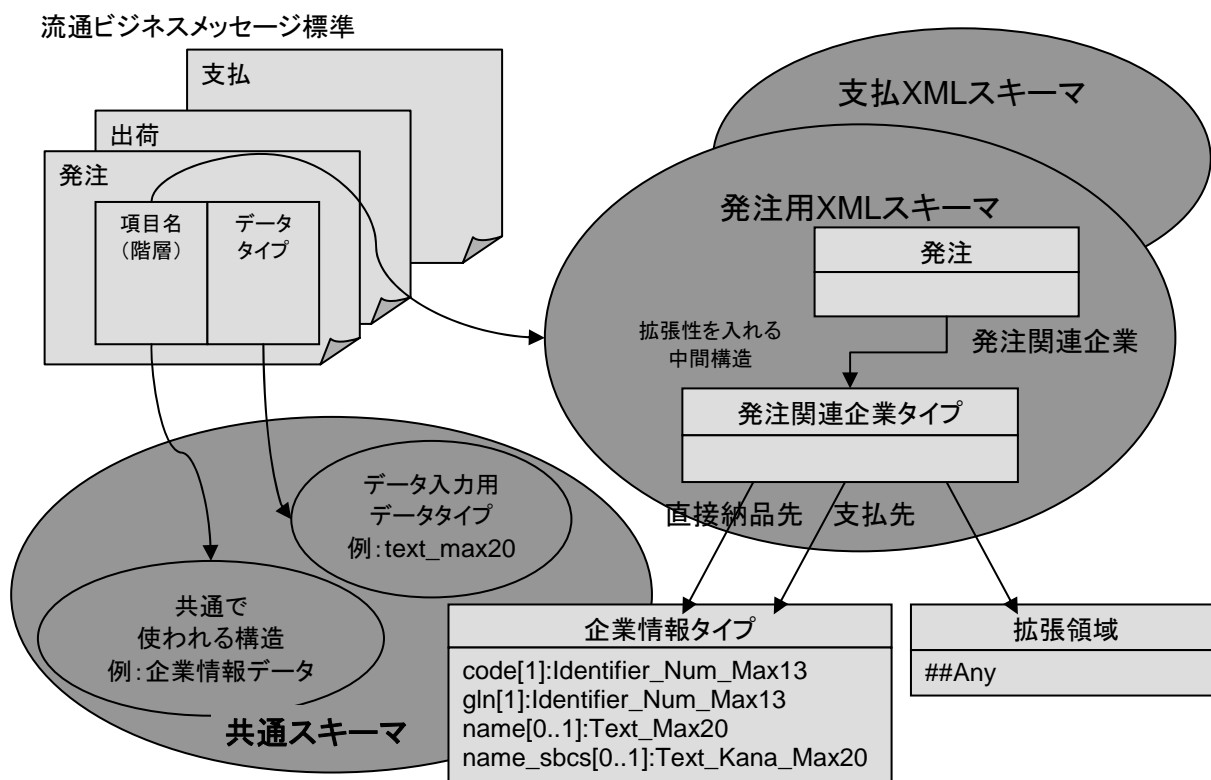 流通ビジネスメッセージ標準
支払
出荷
発注
項目名
(階層)
データ
タイプ
支払XMLスキーマ
発注用XMLスキーマ
発注
拡張性を入れる
中間構造
発注関連企業
発注関連企業タイプ
直接納品先
支払先
データ入力用
データタイプ
例:text_max20
共通で
使われる構造
例:企業情報データ
共通スキーマ
企業情報タイプ
code[1]:Identifier_Num_Max13
gln[1]:Identifier_Num_Max13
name[0..1]:Text_Max20
name_sbcs[0..1]:Text_Kana_Max20
拡張領域
##Any